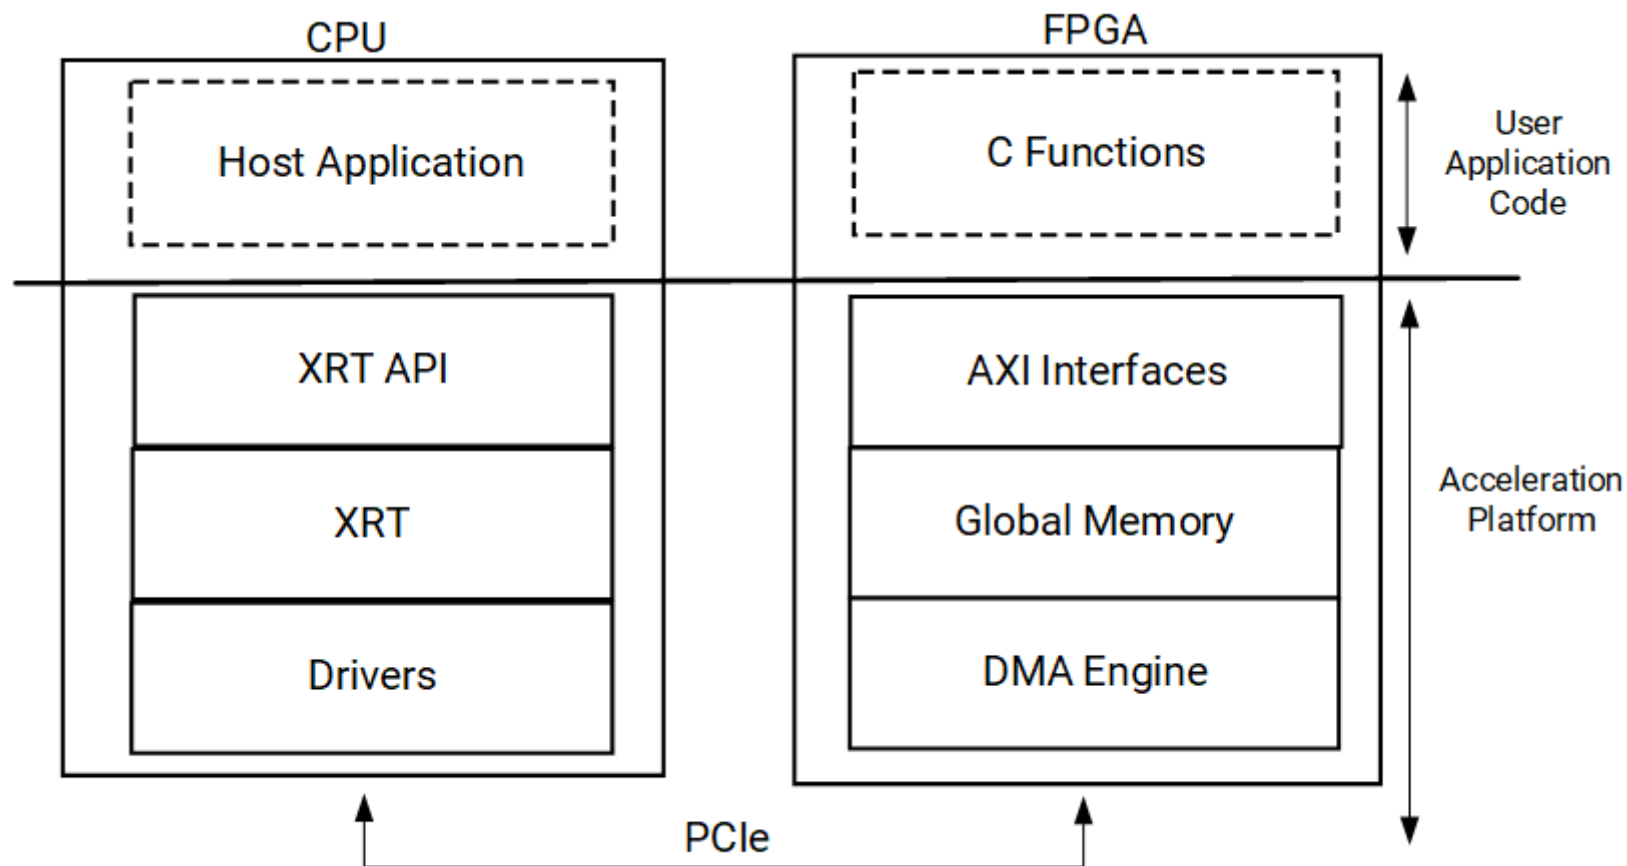 CPU
FPGA
Host Application
C Functions
User
Application
Code
XRT API
AXI Interfaces
XRT
Global Memory
Acceleration
Platform
Drivers
DMA Engine
PCIe